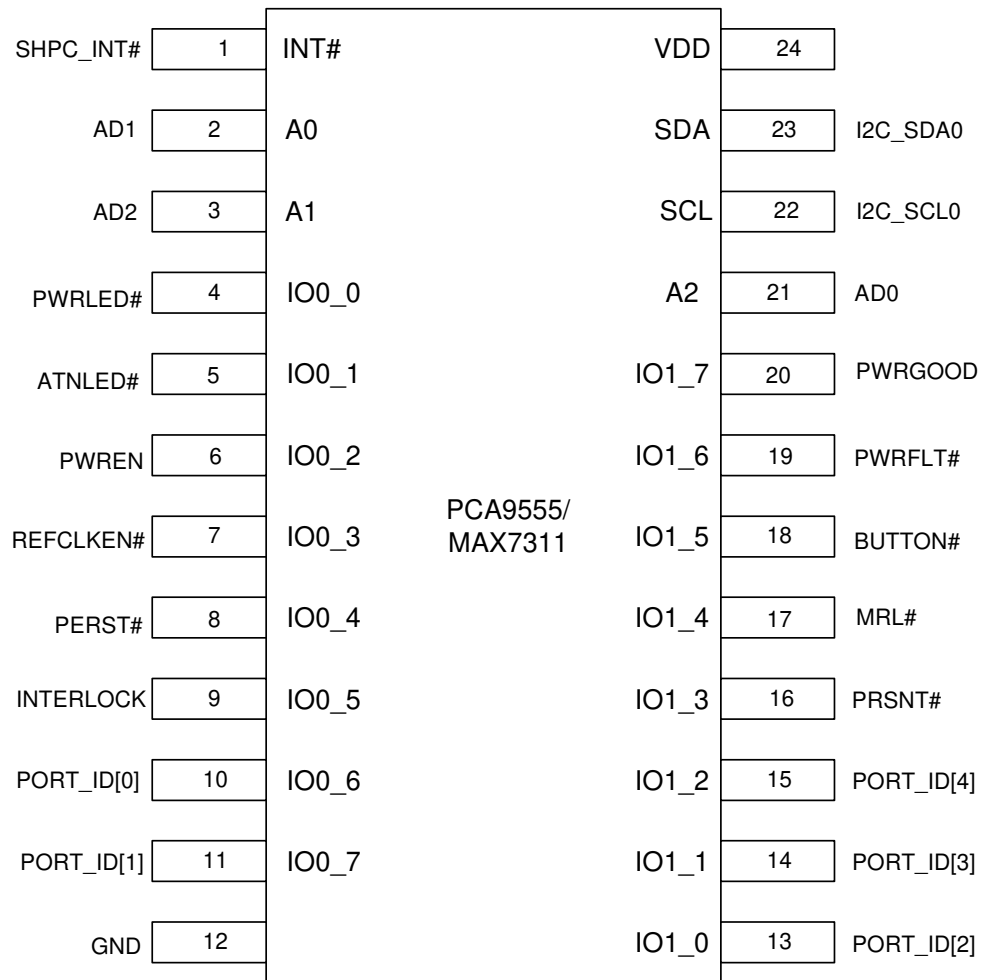 SHPC_INT# 1 INT# VDD 24
AD1 2 A0 SDA 23 I2C_SDA0
AD2 3 A1 SCL 22 I2C_SCL0
PWRLED# 4 IO0_0 A2 21 AD0
ATNLED# 5 IO0_1 IO1_7 20 PWRGOOD
PWREN 6 IO0_2 IO1_6 19 PWRFLT#
PCA9555/
MAX7311
REFCLKEN# 7 IO0_3 IO1_5 18 BUTTON#
PERST# 8 IO0_4 IO1_4 17 MRL#
INTERLOCK 9 IO0_5 IO1_3 16 PRSNT#
PORT_ID[0] 10 IO0_6 IO1_2 15 PORT_ID[4]
PORT_ID[1] 11 IO0_7 IO1_1 14 PORT_ID[3]
GND 12 IO1_0 13 PORT_ID[2]